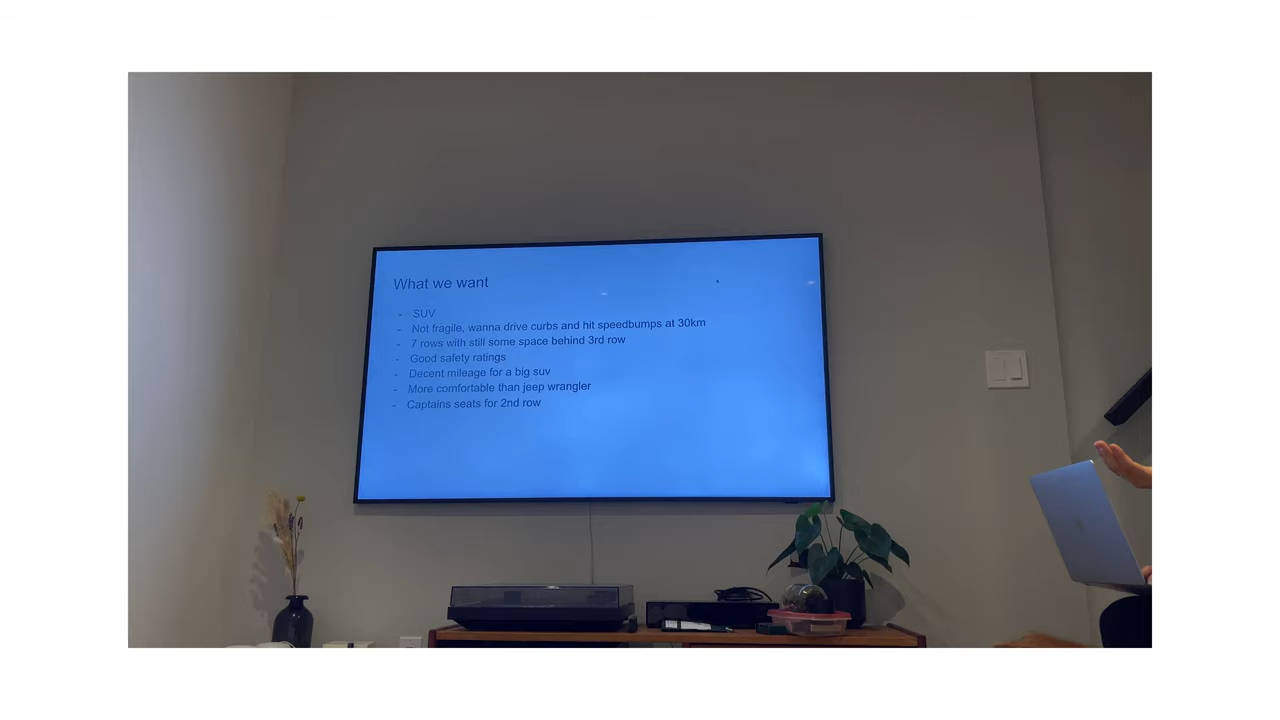 What we want
- SUV
- Not fragile, wanna drive curbs and hit speedbumps at 30km
- 7 rows with still some space behind 3rd row
- Good safety ratings
- Decent mileage for a big suv
- More comfortable than jeep wrangler
- Captains seats for 2nd row